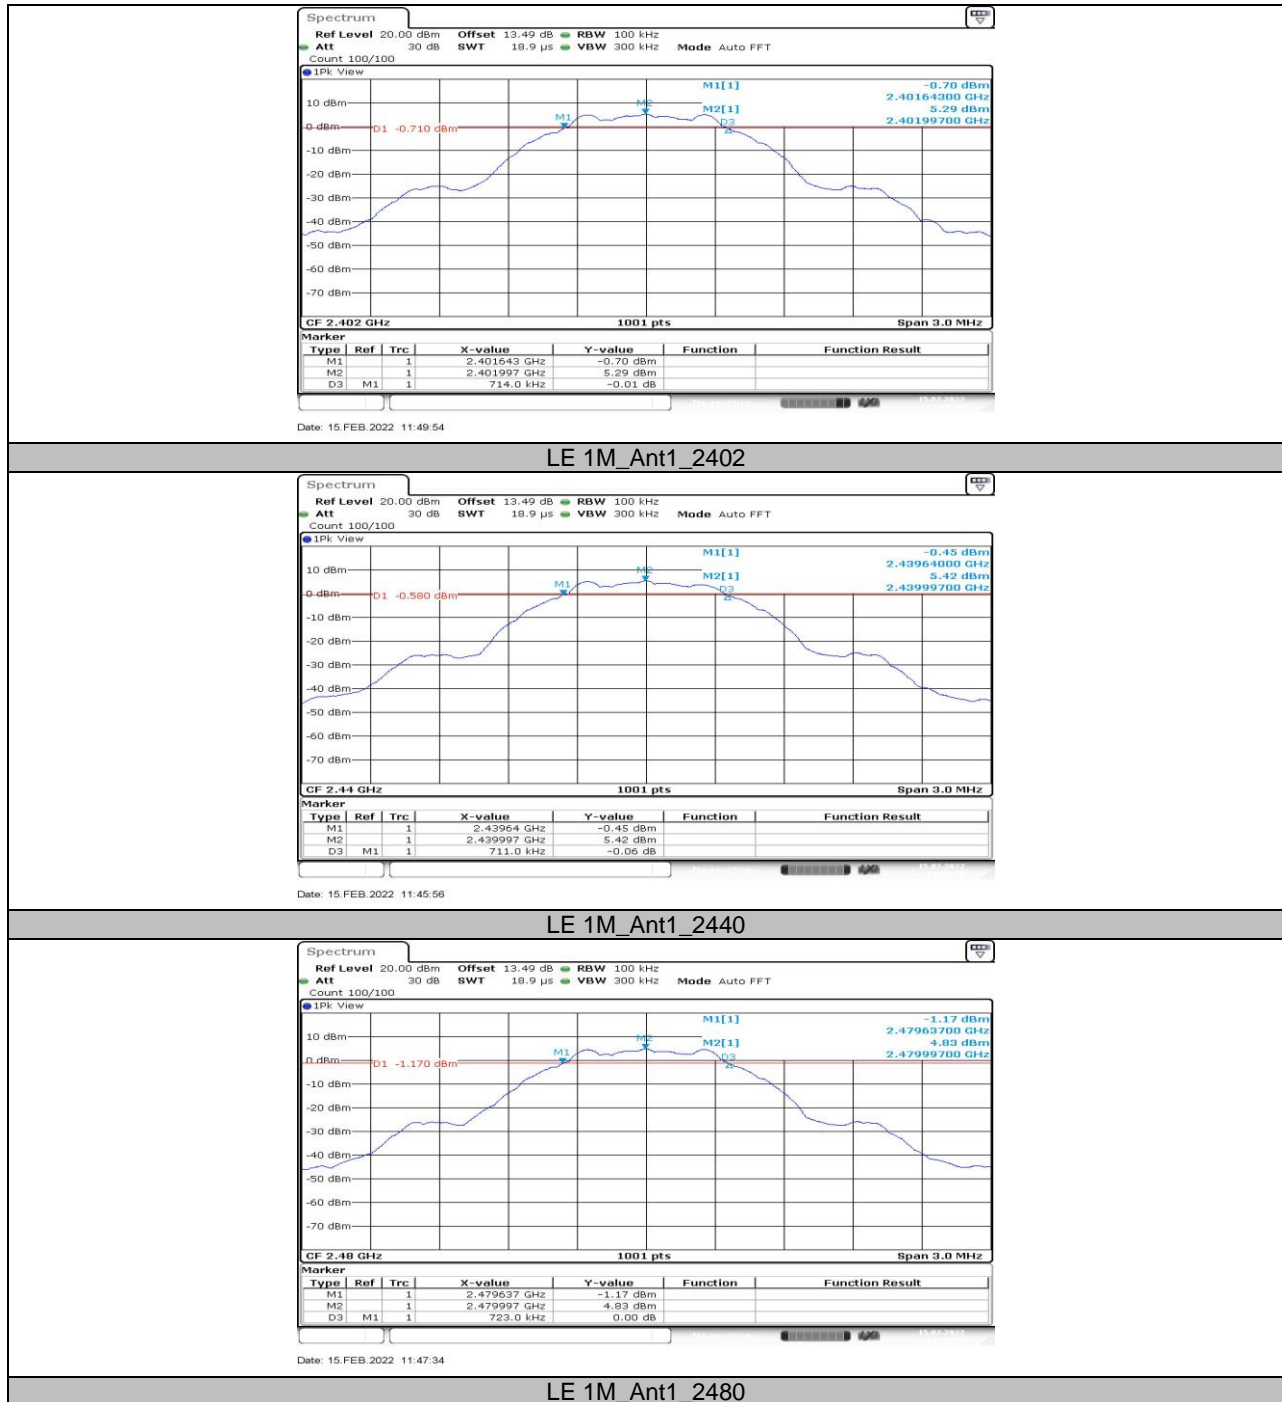 Spectrum
Ref Level 20.00 dBm Offset 13.49 dB RBW 100 kHz
Att 30 dB SWT 18.9 µs VBW 300 kHz Mode Auto FFT
Count 100/100
1Pk View
M1[1] -0.70 dBm
2.40164300 GHz
M2[1] 5.29 dBm
2.40199700 GHz
10 dBm
M1 M2 D3
0 dBm D1 -0.710 dBm
-10 dBm
-20 dBm
-30 dBm
-40 dBm
-50 dBm
-60 dBm
-70 dBm
CF 2.402 GHz 1001 pts Span 3.0 MHz
Marker
Type Ref Trc X-value Y-value Function Function Result
M1 1 2.401643 GHz -0.70 dBm
M2 1 2.401997 GHz 5.29 dBm
D3 M1 1 714.0 kHz -0.01 dB
Date: 15.FEB.2022 11:49:54
LE 1M_Ant1_2402
Spectrum
Ref Level 20.00 dBm Offset 13.49 dB RBW 100 kHz
Att 30 dB SWT 18.9 µs VBW 300 kHz Mode Auto FFT
Count 100/100
1Pk View
M1[1] -0.45 dBm
2.43964000 GHz
M2[1] 5.42 dBm
2.43999700 GHz
10 dBm
M1 M2 D3
0 dBm D1 -0.580 dBm
-10 dBm
-20 dBm
-30 dBm
-40 dBm
-50 dBm
-60 dBm
-70 dBm
CF 2.44 GHz 1001 pts Span 3.0 MHz
Marker
Type Ref Trc X-value Y-value Function Function Result
M1 1 2.43964 GHz -0.45 dBm
M2 1 2.439997 GHz 5.42 dBm
D3 M1 1 711.0 kHz -0.06 dB
Date: 15.FEB.2022 11:45:56
LE 1M_Ant1_2440
Spectrum
Ref Level 20.00 dBm Offset 13.49 dB RBW 100 kHz
Att 30 dB SWT 18.9 µs VBW 300 kHz Mode Auto FFT
Count 100/100
1Pk View
M1[1] -1.17 dBm
2.47963700 GHz
M2[1] 4.83 dBm
2.47999700 GHz
10 dBm
M1 M2 D3
0 dBm D1 -1.170 dBm
-10 dBm
-20 dBm
-30 dBm
-40 dBm
-50 dBm
-60 dBm
-70 dBm
CF 2.48 GHz 1001 pts Span 3.0 MHz
Marker
Type Ref Trc X-value Y-value Function Function Result
M1 1 2.479637 GHz -1.17 dBm
M2 1 2.479997 GHz 4.83 dBm
D3 M1 1 723.0 kHz 0.00 dB
Date: 15.FEB.2022 11:47:34
LE 1M_Ant1_2480